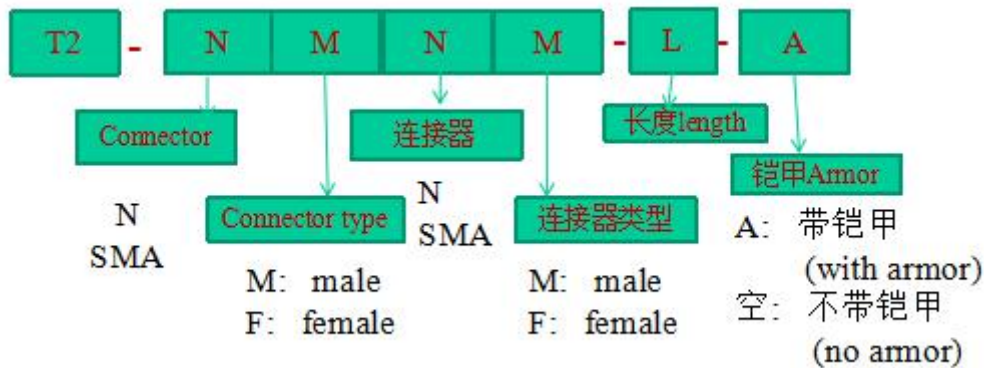 T2 - N M N M - L - A
Connector
连接器
长度length
铠甲Armor
N
SMA
Connector type
N
SMA
连接器类型
A: 带铠甲
(with armor)
M: male
F: female
M: male
F: female
空: 不带铠甲
(no armor)